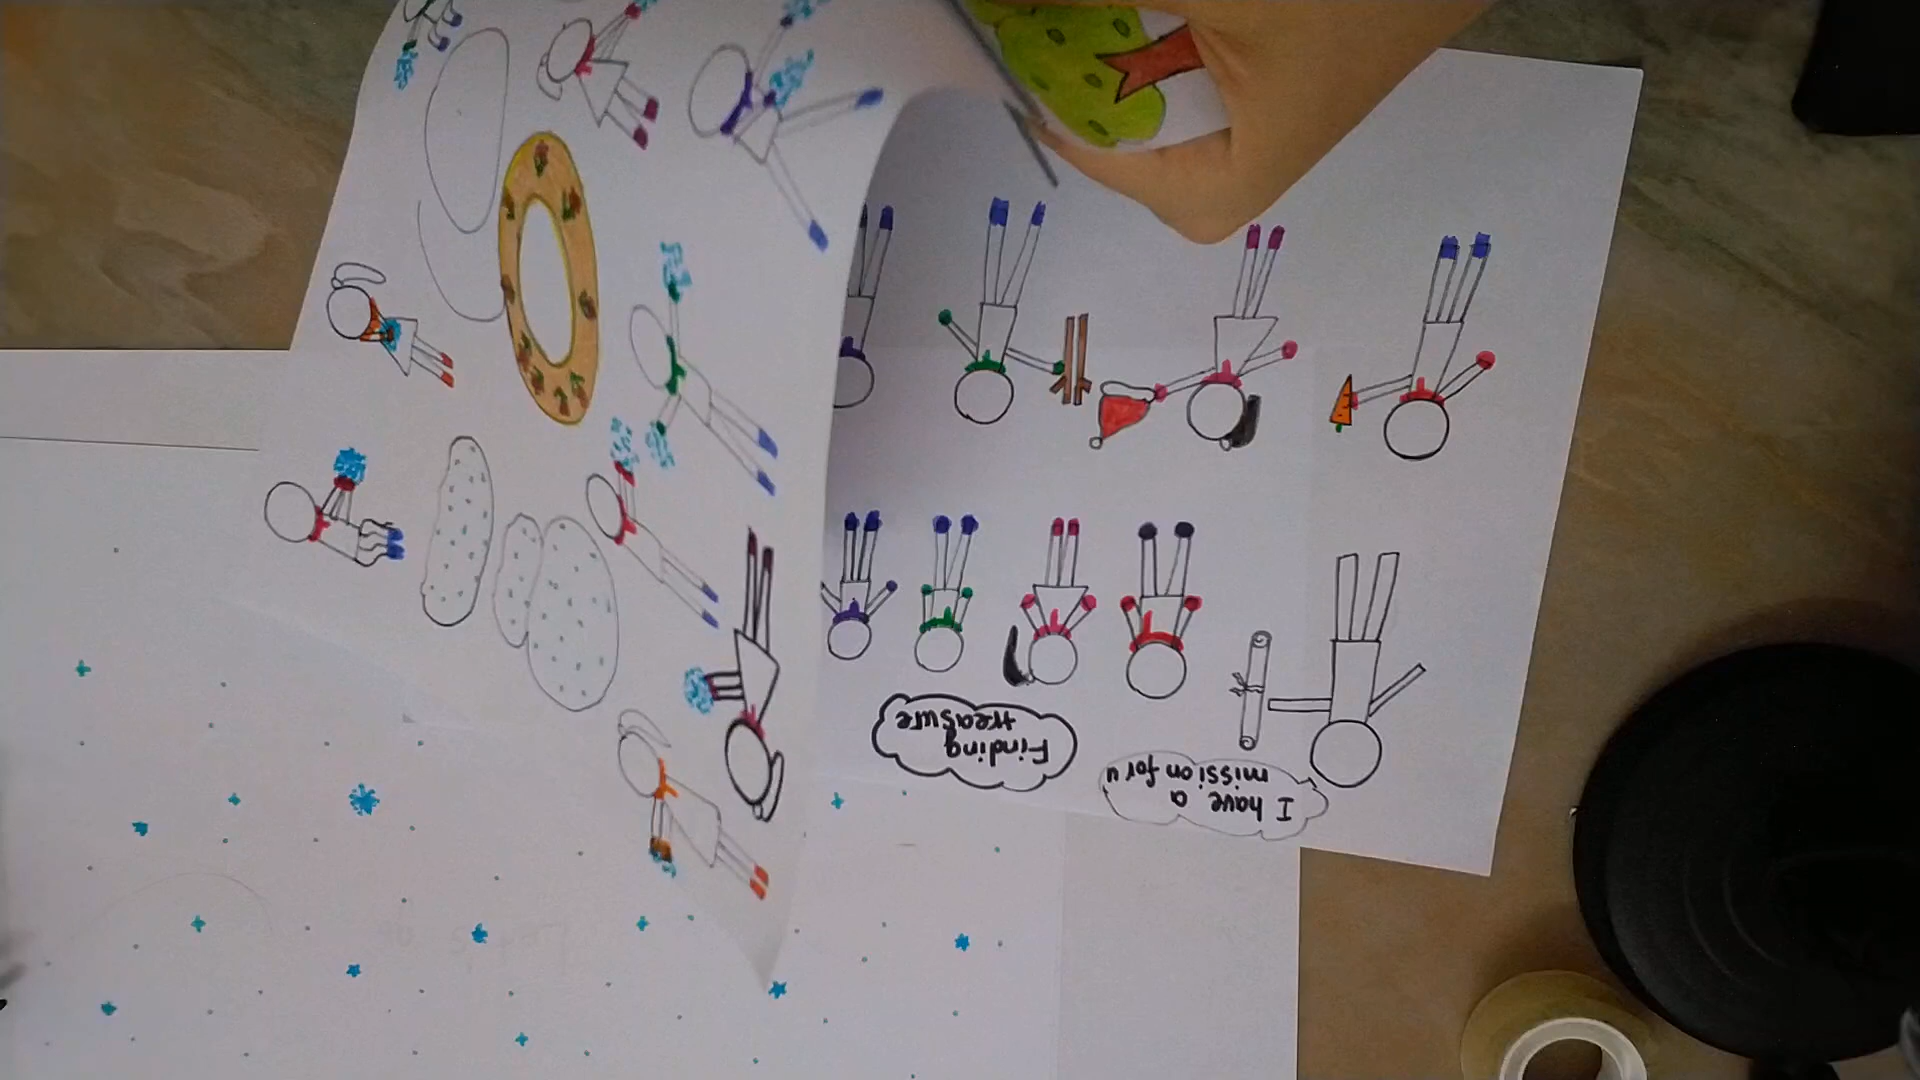 I have a
mission for u
Finding
treasure